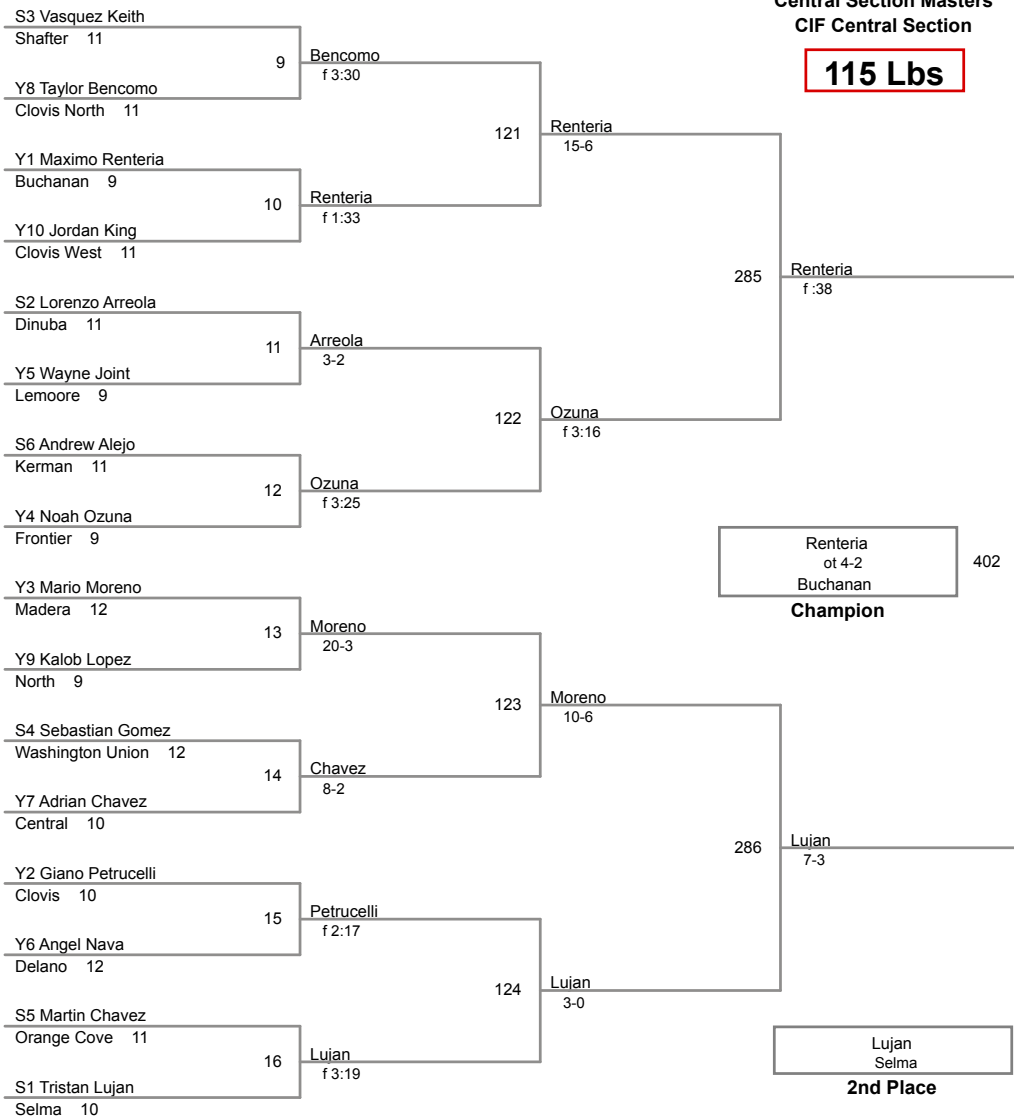 Central Section Masters
CIF Central Section
115 Lbs
S3 Vasquez Keith
Shafter 11
9
Bencomo
f 3:30
Y8 Taylor Bencomo
Clovis North 11
121
Renteria
15-6
Y1 Maximo Renteria
Buchanan 9
10
Renteria
f 1:33
Y10 Jordan King
Clovis West 11
285
Renteria
f :38
S2 Lorenzo Arreola
Dinuba 11
11
Arreola
3-2
Y5 Wayne Joint
Lemoore 9
122
Ozuna
f 3:16
S6 Andrew Alejo
Kerman 11
12
Ozuna
f 3:25
Y4 Noah Ozuna
Frontier 9
Renteria
ot 4-2
Buchanan
402
Champion
Y3 Mario Moreno
Madera 12
13
Moreno
20-3
Y9 Kalob Lopez
North 9
123
Moreno
10-6
S4 Sebastian Gomez
Washington Union 12
14
Chavez
8-2
Y7 Adrian Chavez
Central 10
286
Lujan
7-3
Y2 Giano Petrucelli
Clovis 10
15
Petrucelli
f 2:17
Y6 Angel Nava
Delano 12
124
Lujan
3-0
S5 Martin Chavez
Orange Cove 11
16
Lujan
f 3:19
S1 Tristan Lujan
Selma 10
Lujan
Selma
2nd Place